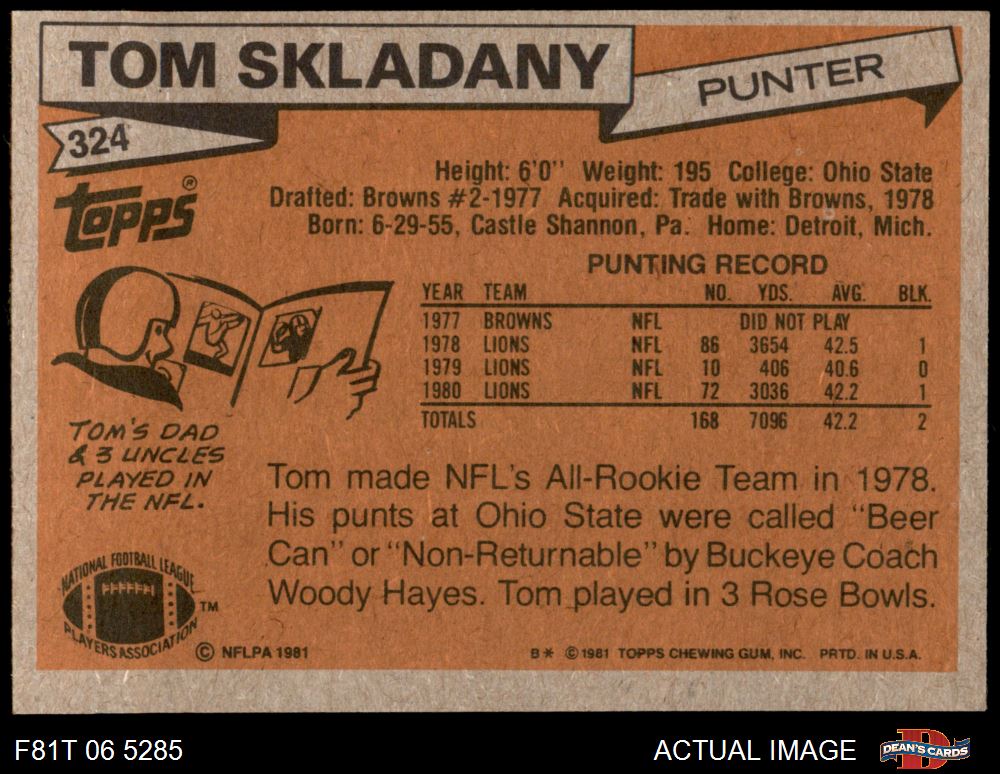 TOM SKLADANY
PUNTER
324
Topps®
Height: 6'0'' Weight: 195 College: Ohio State
Drafted: Browns #2-1977 Acquired: Trade with Browns, 1978
Born: 6-29-55, Castle Shannon, Pa. Home: Detroit, Mich.
PUNTING RECORD
YEAR TEAM NO. YDS. AVG. BLK.
1977 BROWNS NFL DID NOT PLAY
1978 LIONS NFL 86 3654 42.5 1
1979 LIONS NFL 10 406 40.6 0
1980 LIONS NFL 72 3036 42.2 1
TOTALS 168 7096 42.2 2
TOM'S DAD
& 3 UNCLES
PLAYED IN
THE NFL.
Tom made NFL's All-Rookie Team in 1978.
His punts at Ohio State were called "Beer
Can" or "Non-Returnable" by Buckeye Coach
Woody Hayes. Tom played in 3 Rose Bowls.
NATIONAL FOOTBALL LEAGUE
PLAYERS ASSOCIATION
TM
© NFLPA 1981
B* © 1981 TOPPS CHEWING GUM, INC. PRTD. IN U.S.A.
F81T 06 5285
ACTUAL IMAGE
D
DEAN'S CARDS